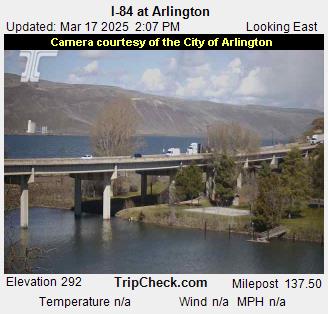 I-84 at Arlington
Updated: Mar 17 2025 2:07 PM Looking East
Camera courtesy of the City of Arlington
Elevation 292 TripCheck.com Milepost 137.50
Temperature n/a Wind n/a MPH n/a